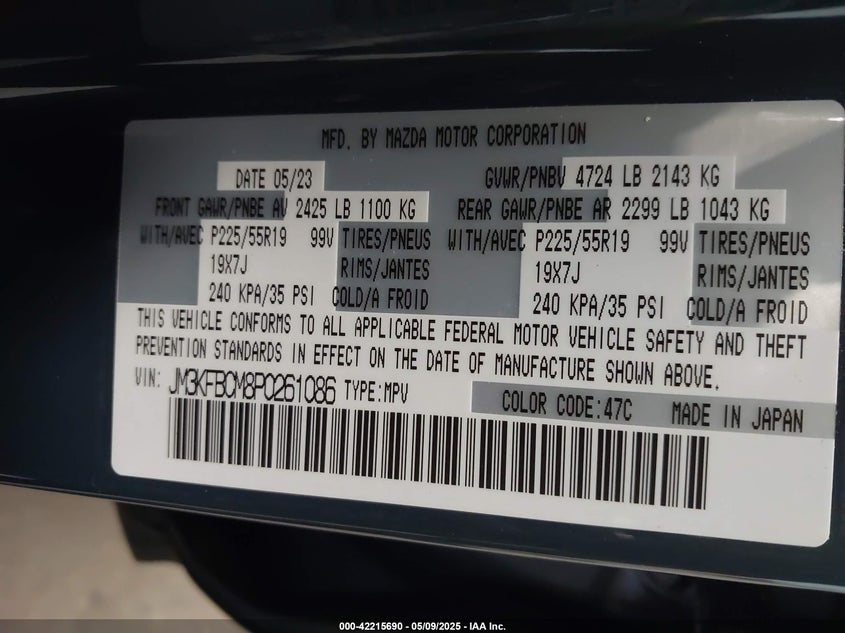 MFD. BY MAZDA MOTOR CORPORATION
DATE 05/23 GVWR/PNBV 4724 LB 2143 KG
FRONT GAWR/PNBE AV 2425 LB 1100 KG REAR GAWR/PNBE AR 2299 LB 1043 KG
WITH/AVEC P225/55R19 99V TIRES/PNEUS WITH/AVEC P225/55R19 99V TIRES/PNEUS
19X7J RIMS/JANTES 19X7J RIMS/JANTES
240 KPA/35 PSI COLD/A FROID 240 KPA/35 PSI COLD/A FROID
THIS VEHICLE CONFORMS TO ALL APPLICABLE FEDERAL MOTOR VEHICLE SAFETY AND THEFT
PREVENTION STANDARDS IN EFFECT ON THE DATE OF MANUFACTURE SHOWN ABOVE.
VIN: JM3KFBCM8P0261086 TYPE:MPV COLOR CODE:47C MADE IN JAPAN
000-42215690 - 05/09/2025 - IAA Inc.